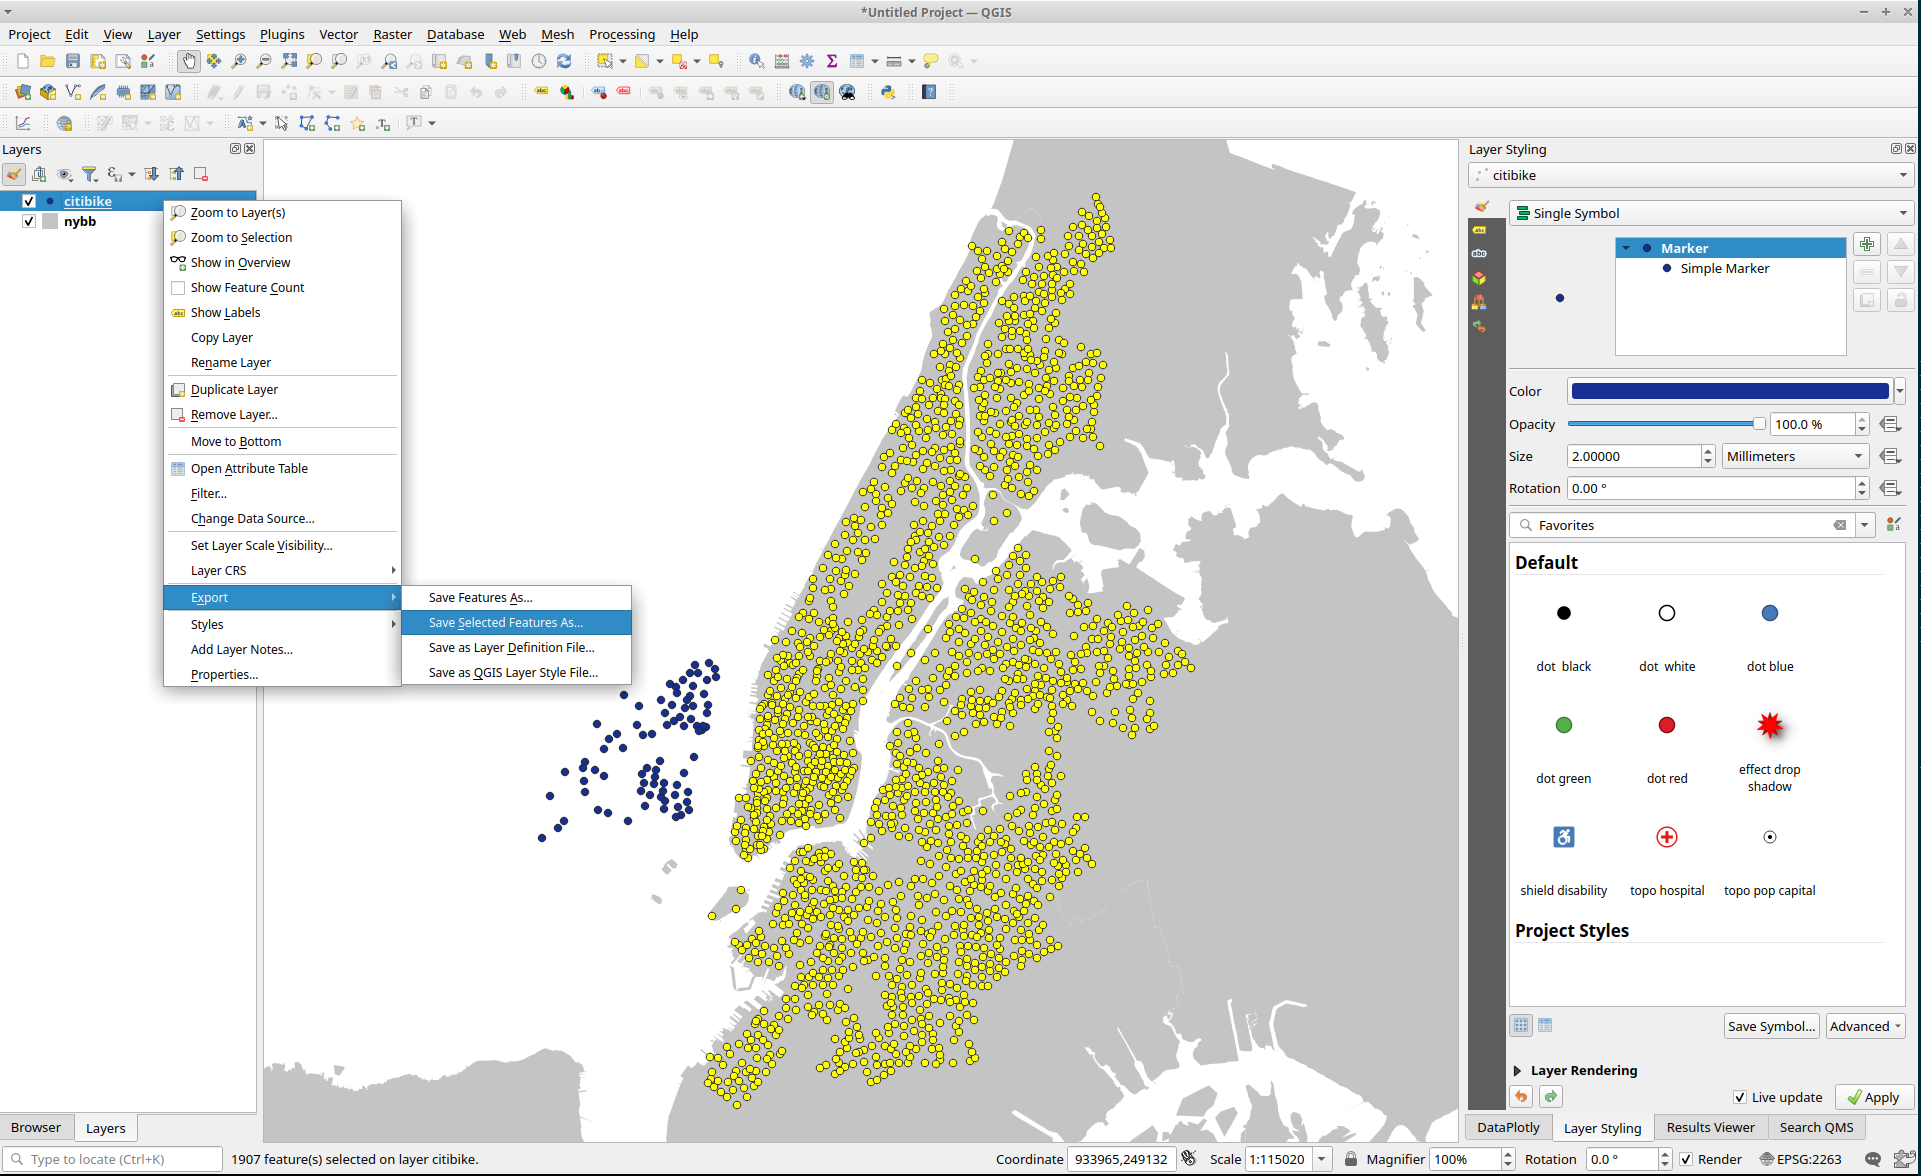 *Untitled Project — QGIS
Project Edit View Layer Settings Plugins Vector Raster Database Web Mesh Processing Help
Layers
citibike
nybb
Zoom to Layer(s)
Zoom to Selection
Show in Overview
Show Feature Count
Show Labels
Copy Layer
Rename Layer
Duplicate Layer
Remove Layer...
Move to Bottom
Open Attribute Table
Filter...
Change Data Source...
Set Layer Scale Visibility...
Layer CRS
Export
Styles
Add Layer Notes...
Properties...
Save Features As...
Save Selected Features As...
Save as Layer Definition File...
Save as QGIS Layer Style File...
Layer Styling
citibike
Single Symbol
Marker
Simple Marker
Color
Opacity 100.0 %
Size 2.00000 Millimeters
Rotation 0.00 °
Favorites
Default
dot black dot white dot blue
dot green dot red effect drop shadow
shield disability topo hospital topo pop capital
Project Styles
Save Symbol... Advanced
Layer Rendering
Live update Apply
Browser Layers
DataPlotly Layer Styling Results Viewer Search QMS
Type to locate (Ctrl+K) 1907 feature(s) selected on layer citibike. Coordinate 933965,249132 Scale 1:115020 Magnifier 100% Rotation 0.0 ° Render EPSG:2263